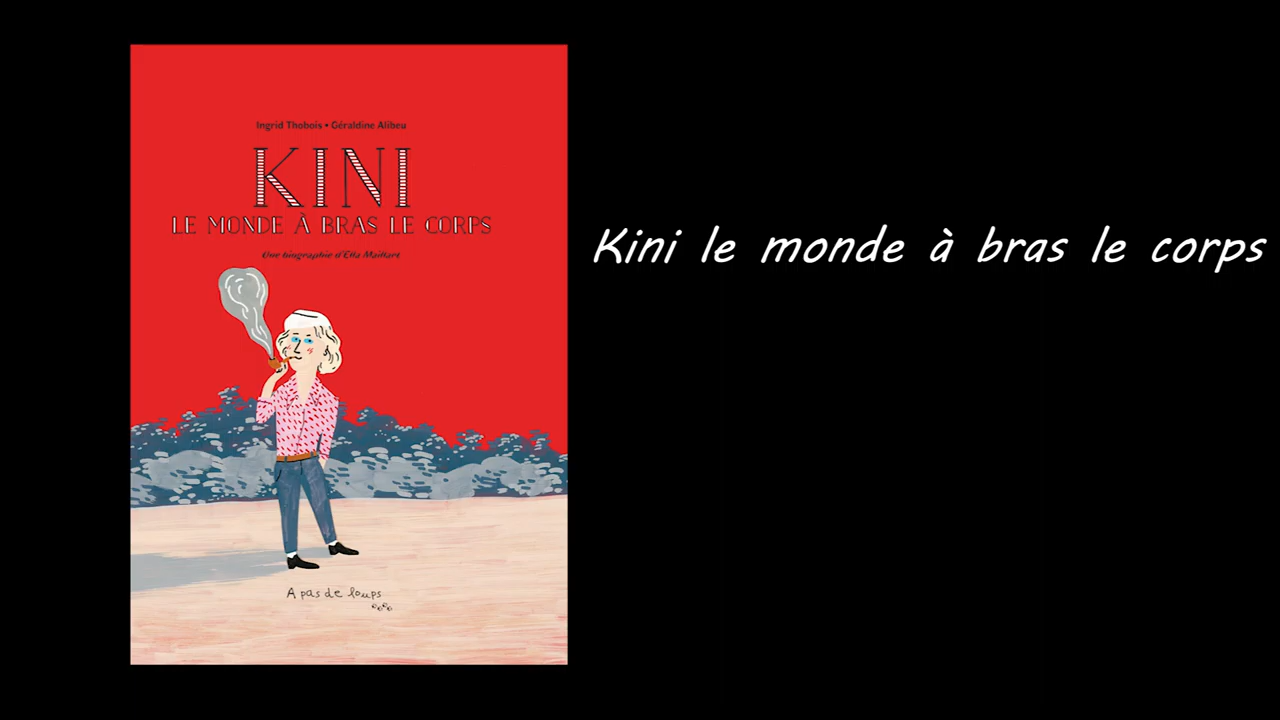 Ingrid Thobois • Géraldine Alibeu
KINI
LE MONDE À BRAS LE CORPS
Une biographie d'Ella Maillart
A pas de loups
Kini le monde à bras le corps